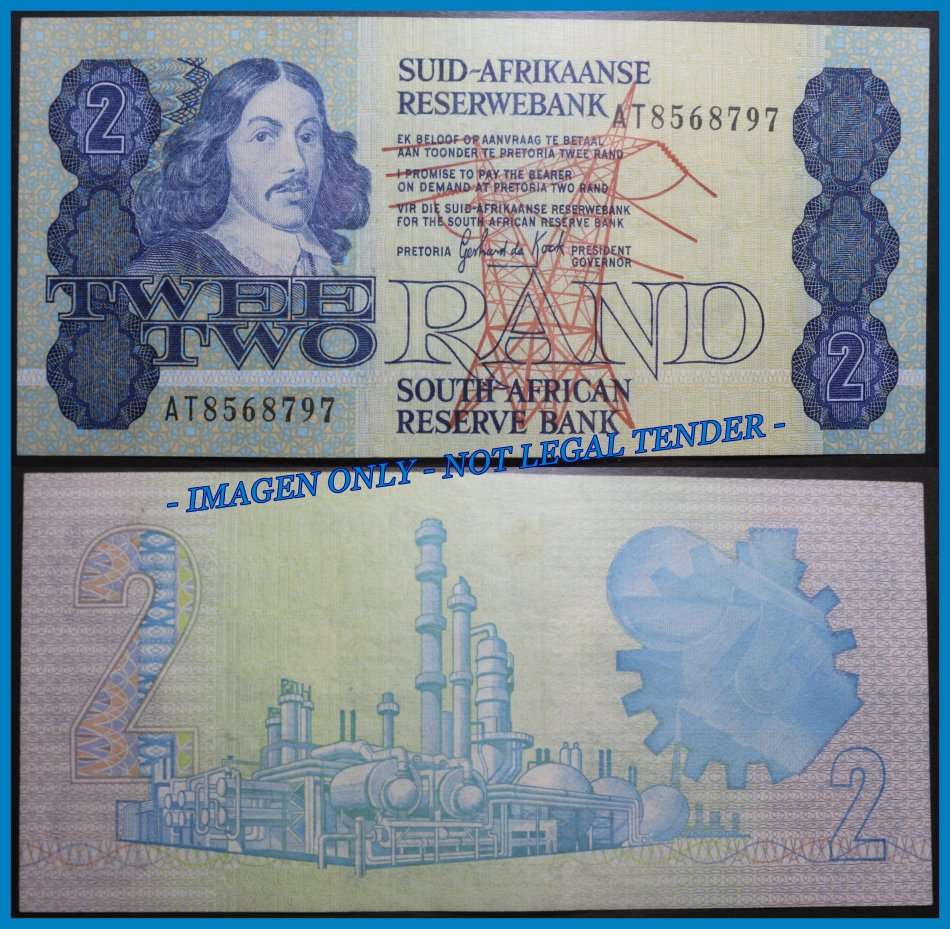 2
SUID-AFRIKAANSE
RESERWEBANK
AT8568797
EK BELOOF OP AANVRAAG TE BETAAL
AAN TOONDER TE PRETORIA TWEE RAND
I PROMISE TO PAY THE BEARER
ON DEMAND AT PRETORIA TWO RAND
VIR DIE SUID-AFRIKAANSE RESERWEBANK
FOR THE SOUTH AFRICAN RESERVE BANK
PRETORIA Gerhard de Kock PRESIDENT
GOVERNOR
TWEE
TWO
RAND
2
SOUTH AFRICAN
RESERVE BANK
AT8568797
- IMAGEN ONLY - NOT LEGAL TENDER -
2
2